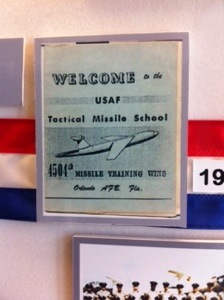 WELCOME to the
USAF
Tactical Missile School
4504th MISSILE TRAINING WING
Orlando AFB, Fla.
19